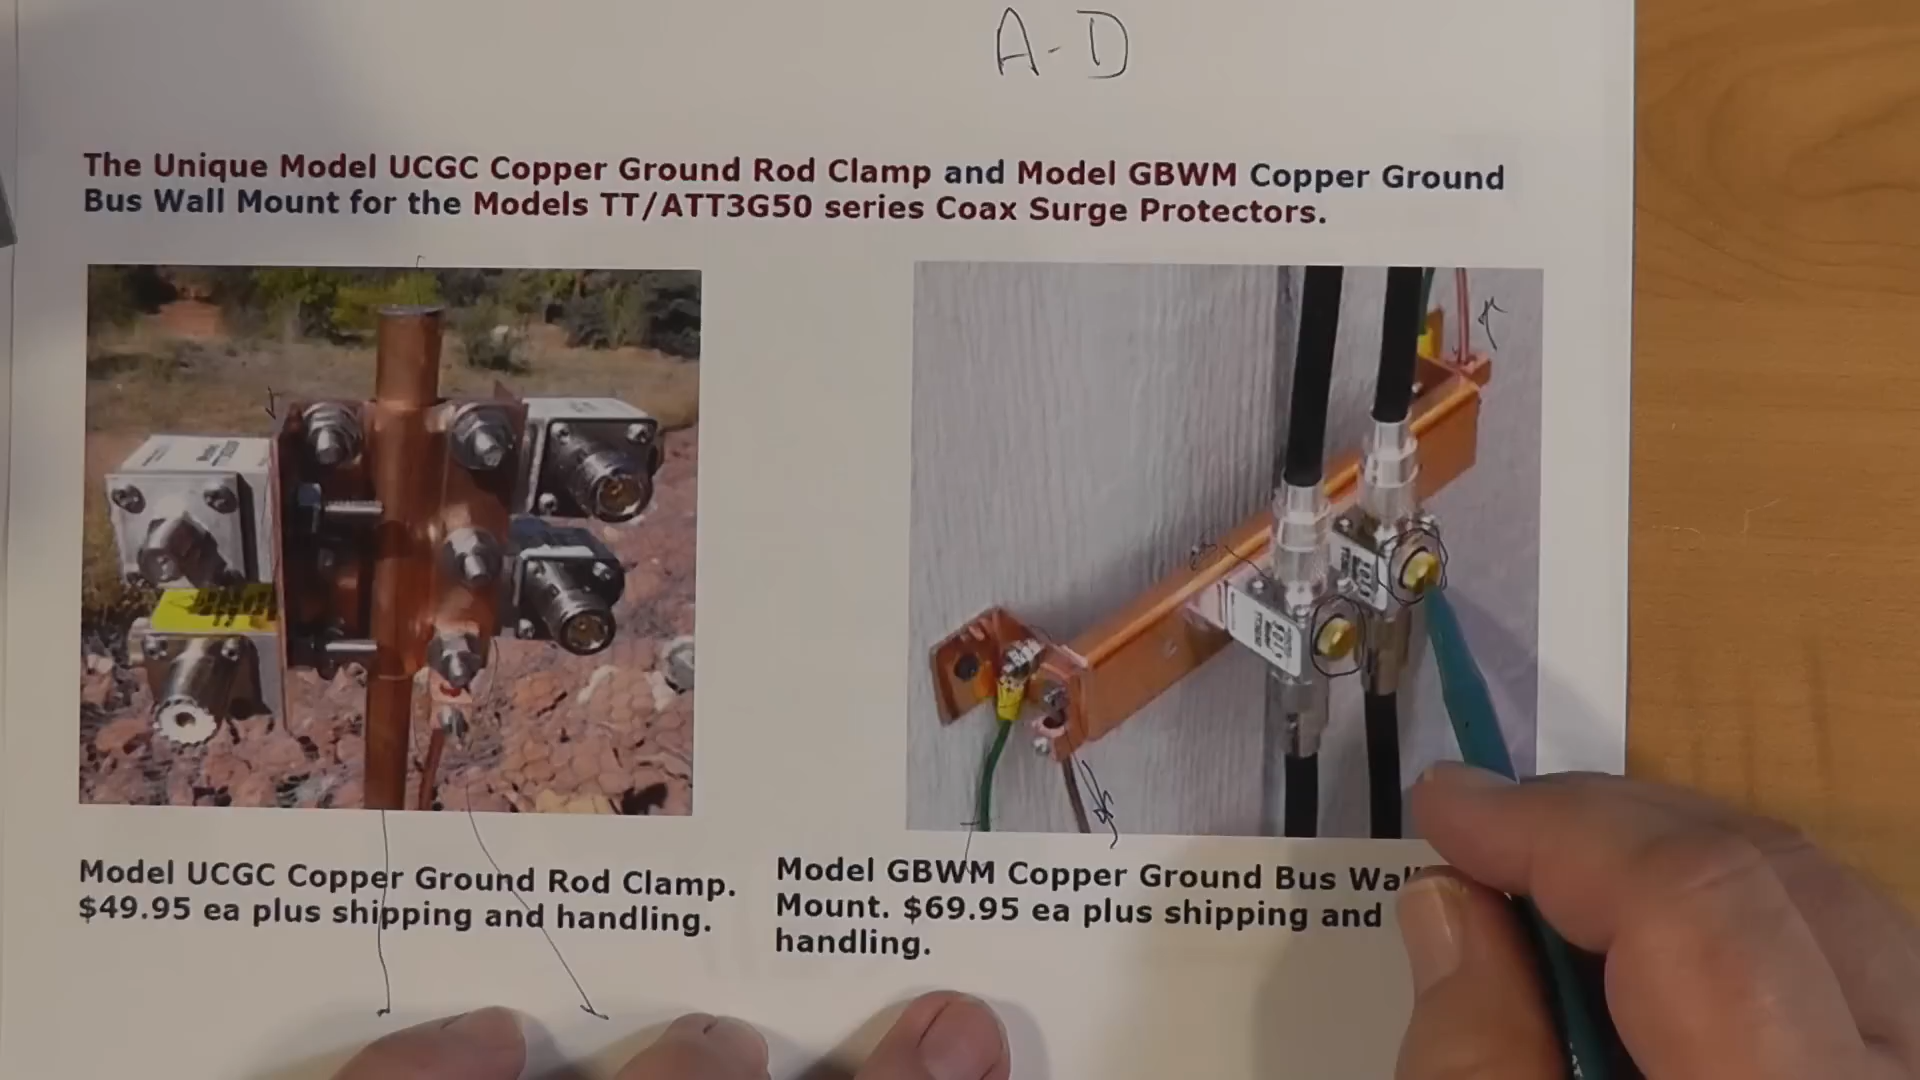 A-D
The Unique Model UCGC Copper Ground Rod Clamp and Model GBWM Copper Ground
Bus Wall Mount for the Models TT/ATT3G50 series Coax Surge Protectors.
Model UCGC Copper Ground Rod Clamp.
$49.95 ea plus shipping and handling.
Model GBWM Copper Ground Bus Wall
Mount. $69.95 ea plus shipping and
handling.